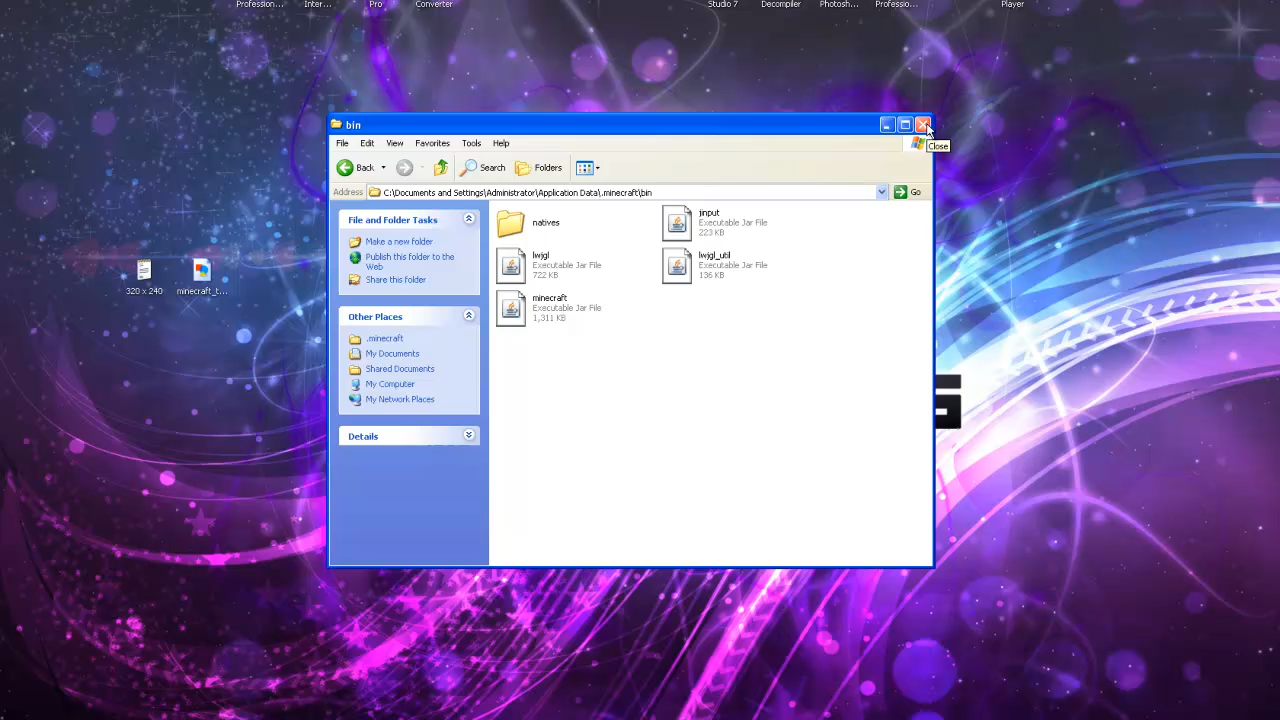 Profession... Inter... Pro Converter Studio 7 Decompiler Photosh... Professio... Player
bin
Close
File Edit View Favorites Tools Help
Back Search Folders
Address C:\Documents and Settings\Administrator\Application Data\.minecraft\bin Go
File and Folder Tasks
Make a new folder
Publish this folder to the
Web
Share this folder
Other Places
.minecraft
My Documents
Shared Documents
My Computer
My Network Places
Details
natives
jinput
Executable Jar File
223 KB
lwjgl
Executable Jar File
722 KB
lwjgl_util
Executable Jar File
136 KB
minecraft
Executable Jar File
1,311 KB
320 x 240
minecraft_t...